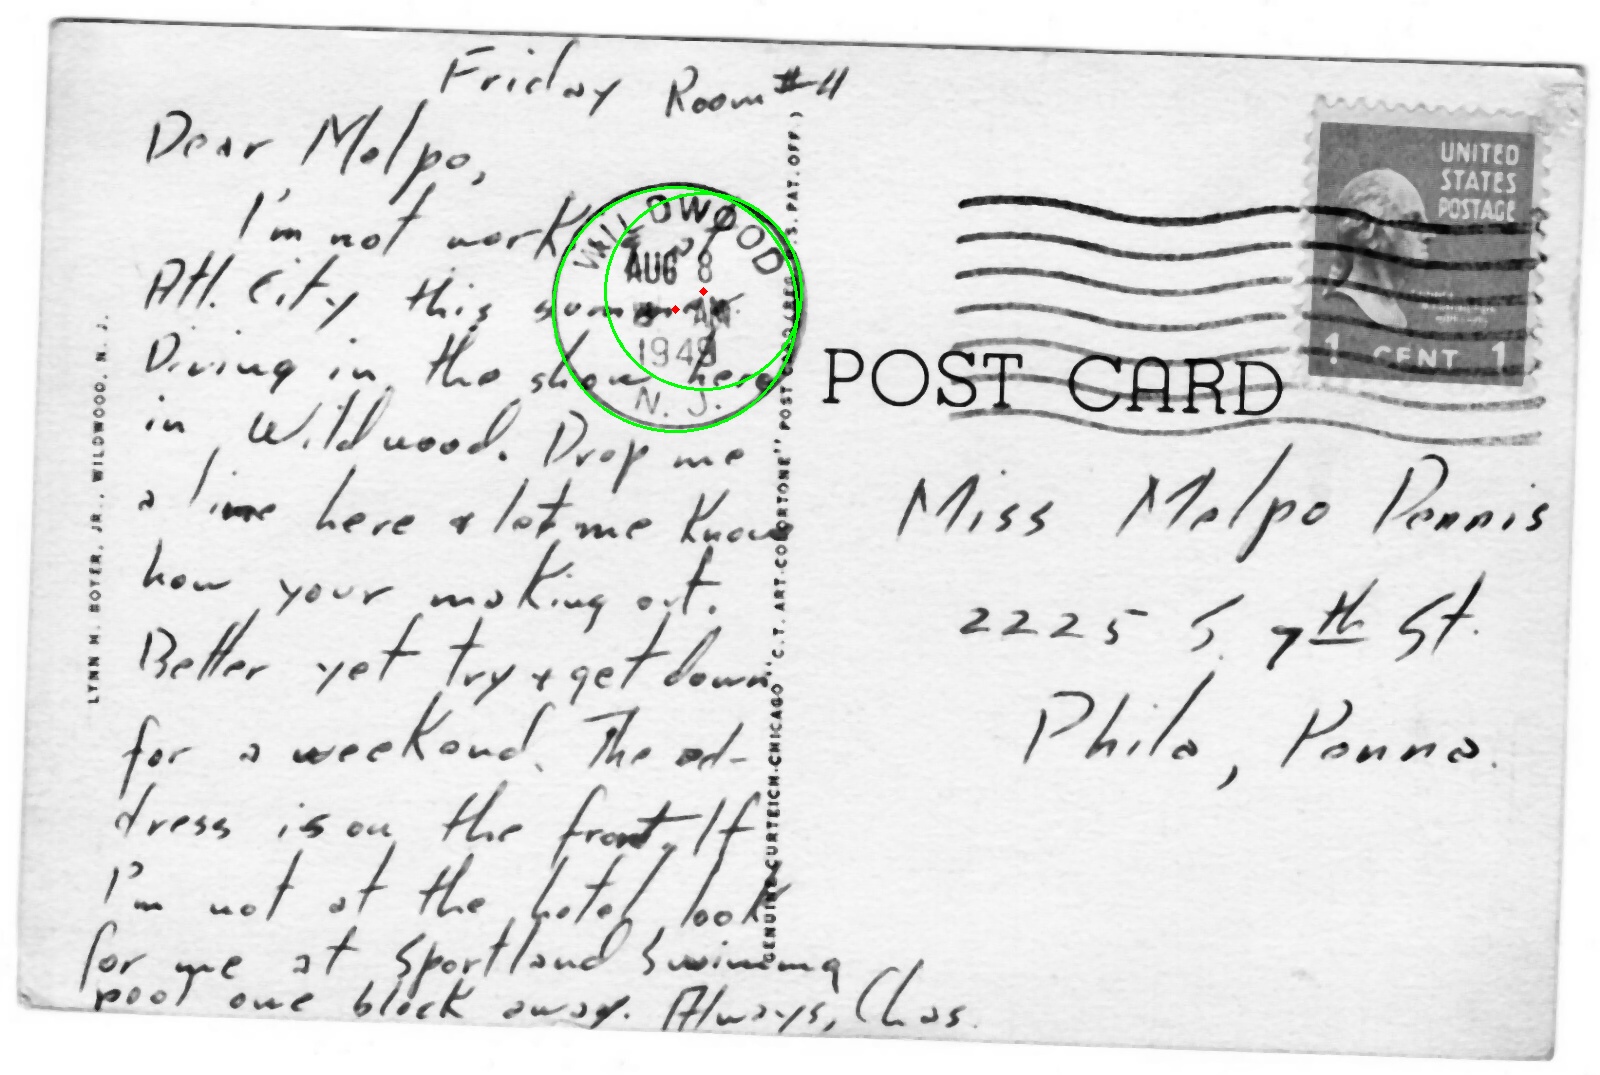 Friday Room #4
Dear Melpo,
I'm not working at
Atl. City this summer.
Diving in the show here
in Wildwood. Drop me
a line here & let me know
how your making out.
Better yet try & get down
for a weekend. The ad-
dress is on the front. If
I'm not at the hotel look
for me at Sportland Swimming
pool one block away. Always, Chas.
LYNN H. BOYER, JR., WILDWOOD, N. J.
WILDWOOD
AUG 8
AM
1949
N. J.
GENUINE CURTEICH-CHICAGO "C.T. ART-COLORTONE" POST CARD (REG. U.S. PAT. OFF.)
POST CARD
UNITED
STATES
POSTAGE
1 CENT 1
Miss Melpo Pennis
2225 S. 7th St.
Phila, Penna.